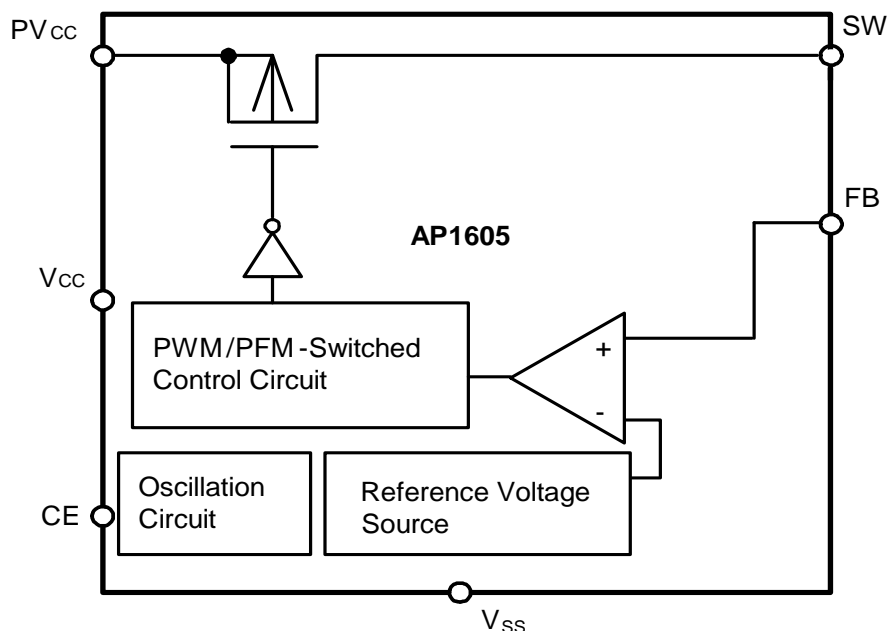 PVCC
SW
FB
AP1605
VCC
PWM/PFM-Switched
Control Circuit
+
-
Oscillation
Circuit
Reference Voltage
Source
CE
VSS